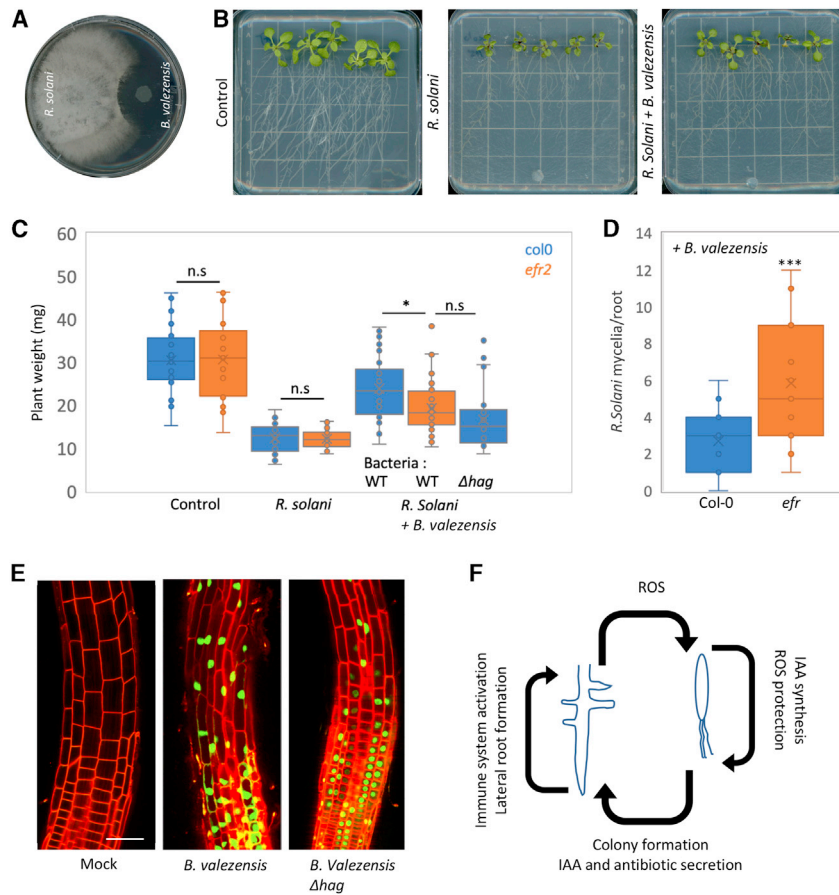 A
R. solani
B. valezensis
B
Control
R. solani
R. Solani + B. valezensis
C
Plant weight (mg)
60
50
40
30
20
10
0
n.s
n.s
col0
efr2
*
n.s
Bacteria :
WT
WT
Δhag
Control
R. solani
R. Solani
+ B. valezensis
D
R.Solani mycelia/root
14
12
10
8
6
4
2
0
+ B. valezensis
***
Col-0
efr
E
Mock
B. valezensis
B. Valezensis
Δhag
F
ROS
Immune system activation
Lateral root formation
IAA synthesis
ROS protection
Colony formation
IAA and antibiotic secretion